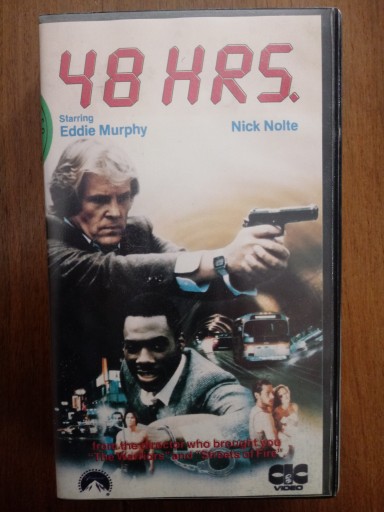 48 HRS.
Starring
Eddie Murphy
Nick Nolte
from the director who brought you
"The Warriors" and "Streets of Fire"
CIC
VIDEO